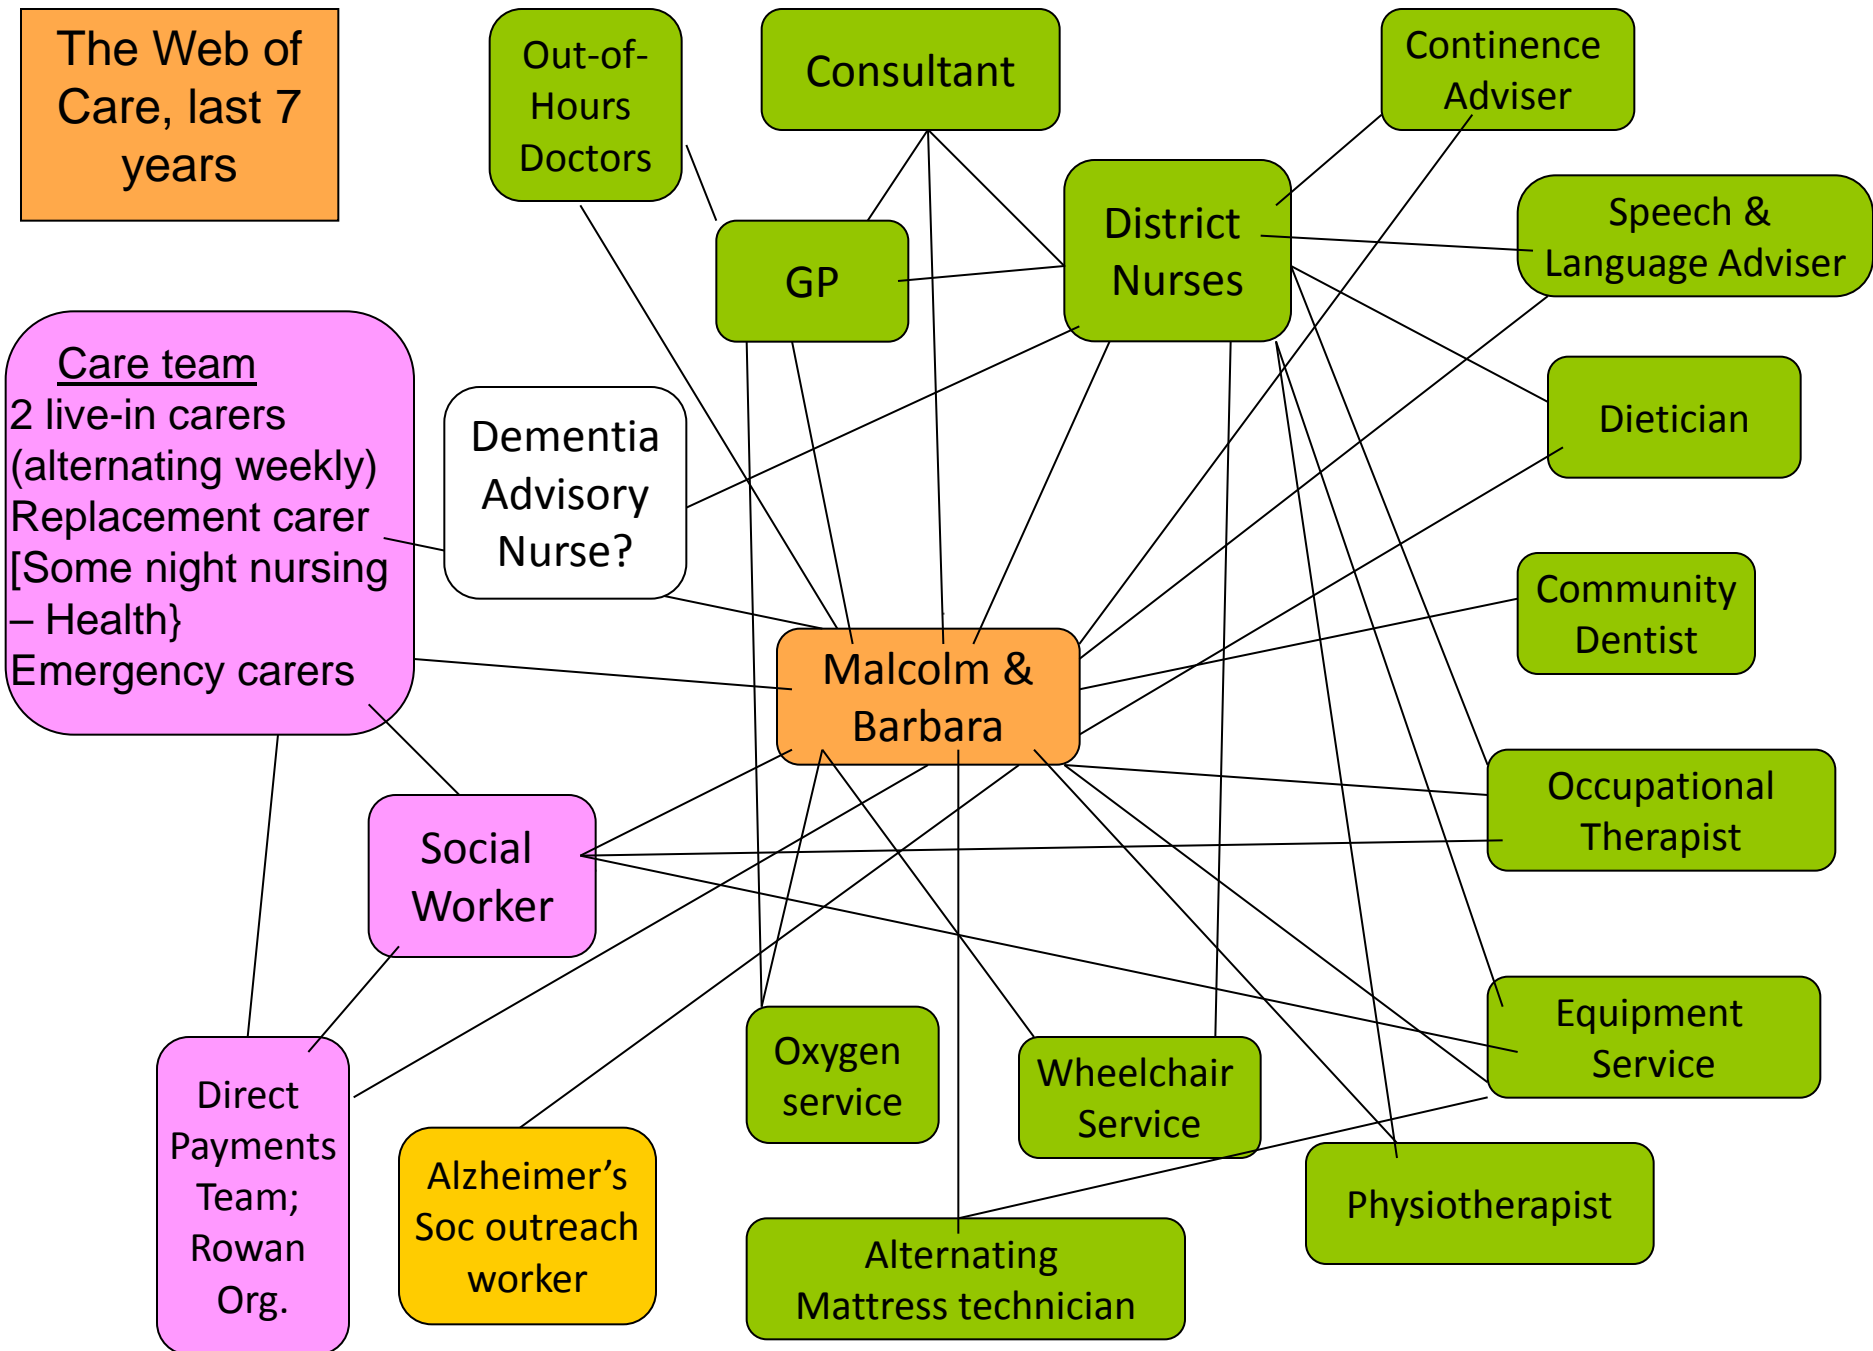 The Web of
Care, last 7
years
Out-of-
Hours
Doctors
Consultant
Continence
Adviser
District
Nurses
Speech &
Language Adviser
GP
Care team
2 live-in carers
(alternating weekly)
Replacement carer
[Some night nursing
– Health}
Emergency carers
Dementia
Advisory
Nurse?
Dietician
Community
Dentist
Malcolm &
Barbara
Occupational
Therapist
Social
Worker
Equipment
Service
Oxygen
service
Wheelchair
Service
Direct
Payments
Team;
Rowan
Org.
Alzheimer’s
Soc outreach
worker
Physiotherapist
Alternating
Mattress technician